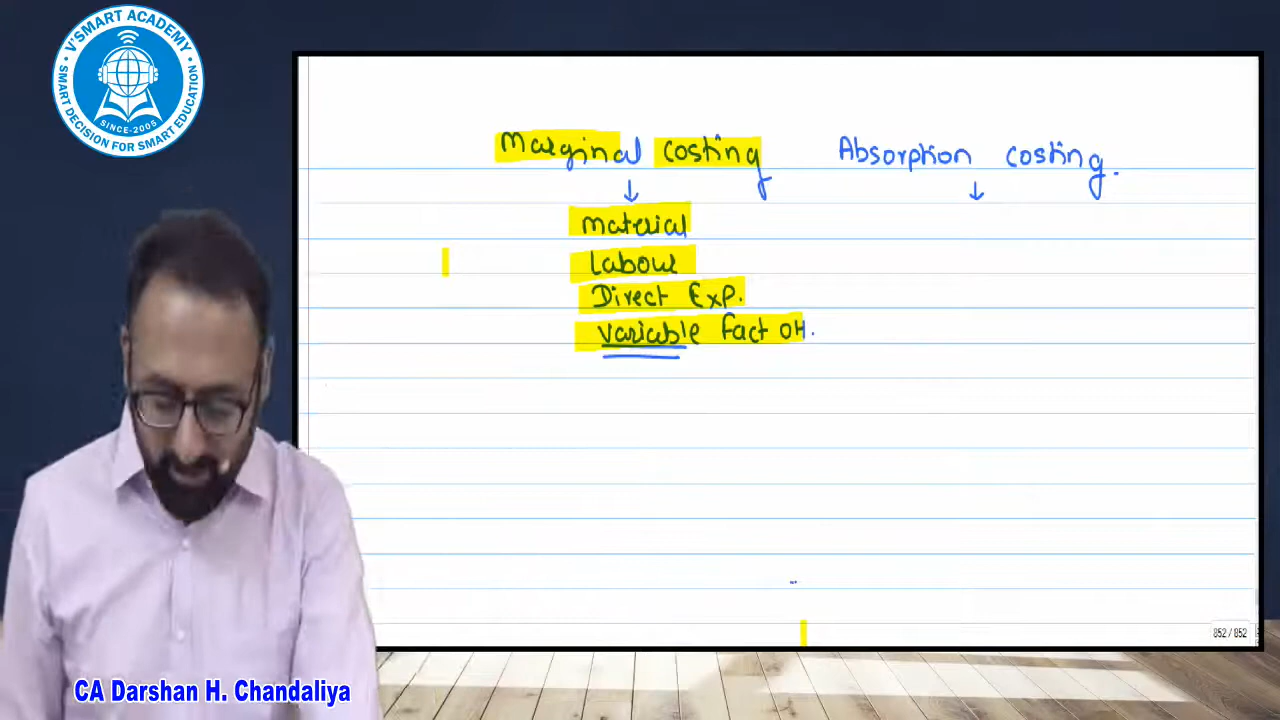 V'SMART ACADEMY
SINCE-2005
SMART DECISION FOR SMART EDUCATION
Marginal costing Absorption costing.
↓ ↓
Material
Labour
Direct Exp.
Variable fact OH.
852 / 852
CA Darshan H. Chandaliya